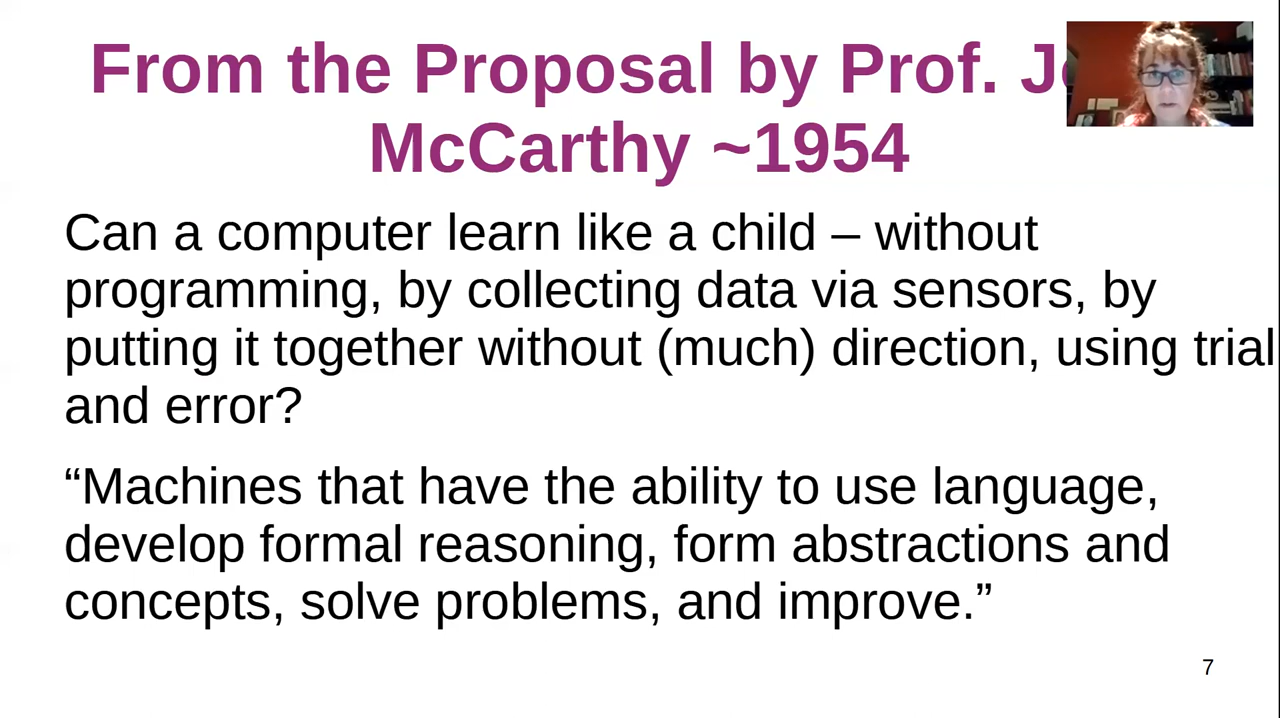 From the Proposal by Prof.
McCarthy ~1954
Can a computer learn like a child – without
programming, by collecting data via sensors, by
putting it together without (much) direction, using trial
and error?
“Machines that have the ability to use language,
develop formal reasoning, form abstractions and
concepts, solve problems, and improve.”
7